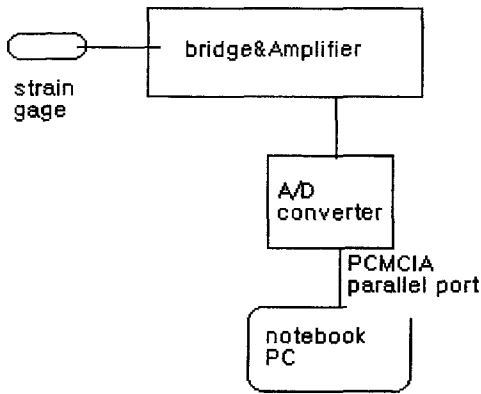 bridge&Amplifier
strain
gage
A/D
converter
PCMCIA
parallel port
notebook
PC